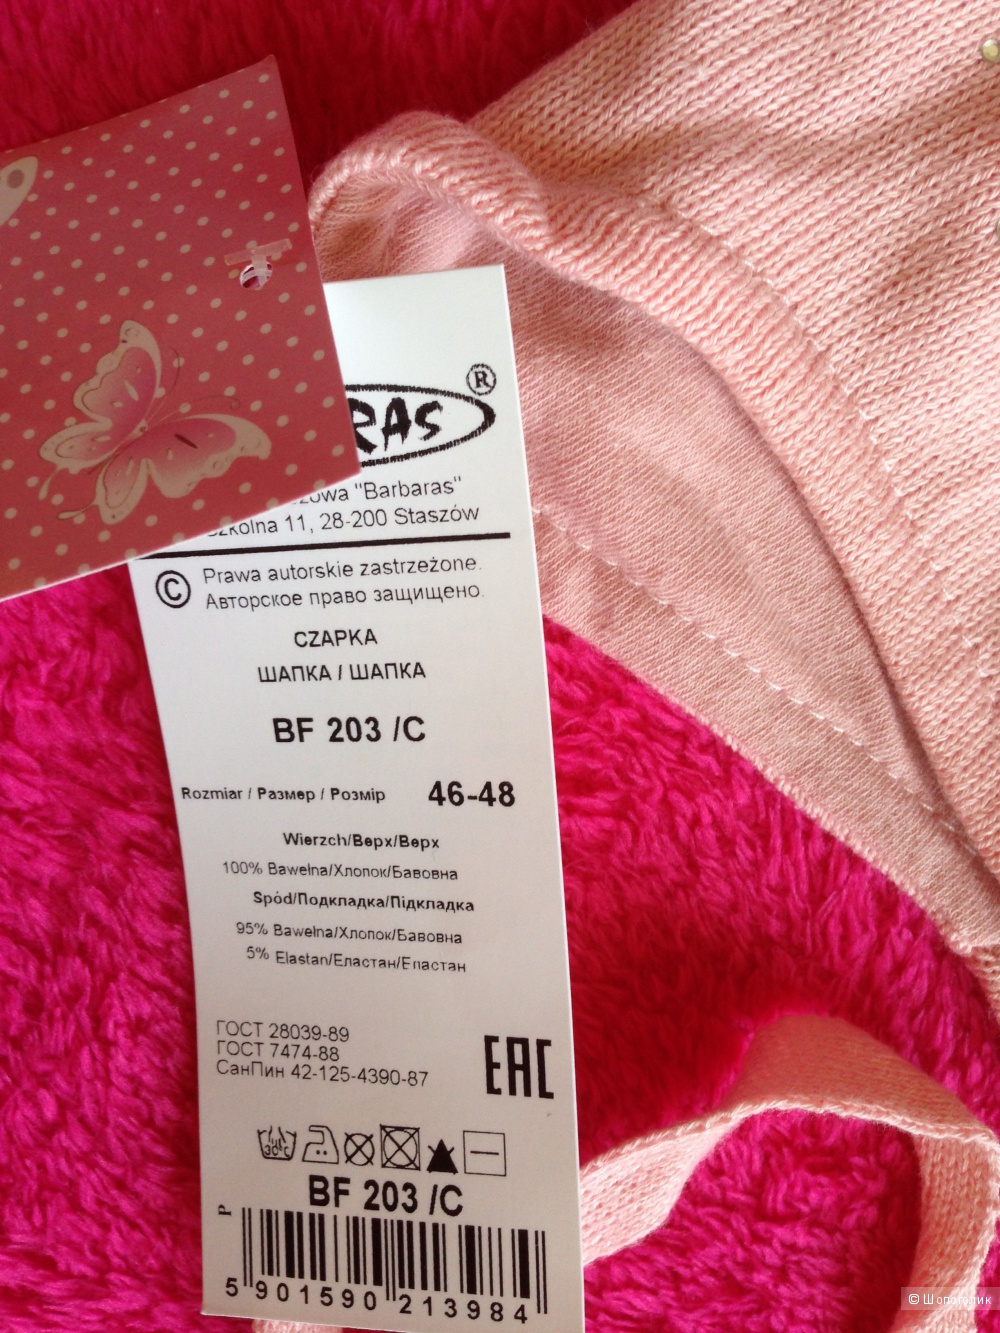 RAS ®
"Barbaras"
11, 28-200 Staszów
© Prawa autorskie zastrzeżone.
Авторское право защищено.
CZAPKA
ШАПКА / ШАПКА
BF 203 /C
Rozmiar / Размер / Розмір 46-48
Wierzch/Верх/Верх
100% Bawełna/Хлопок/Бавовна
Spód/Подкладка/Підкладка
95% Bawełna/Хлопок/Бавовна
5% Elastan/Еластан/Еластан
ГОСТ 28039-89
ГОСТ 7474-88
СанПин 42-125-4390-87
EAC
30°C
BF 203 /C
P
5 901590 213984
© Шопоголик